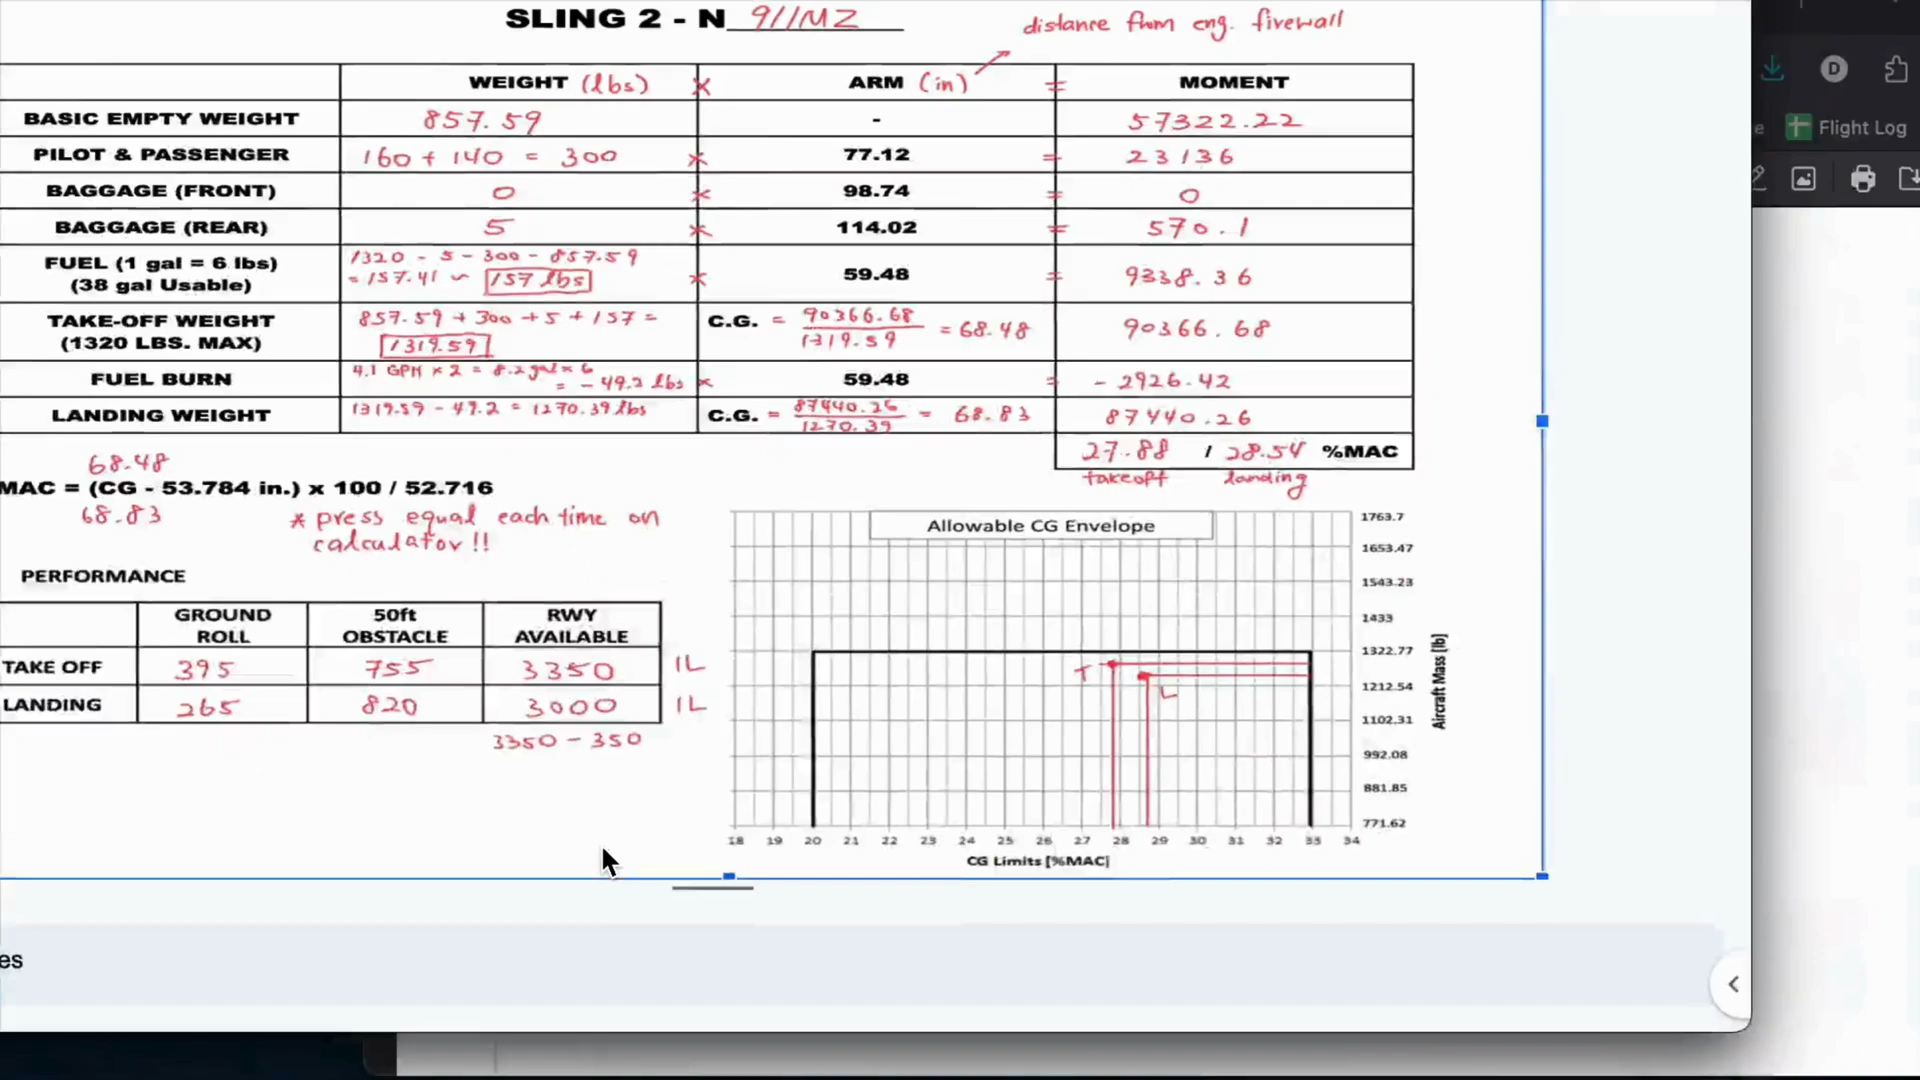 SLING 2 - N 911MZ
distance from eng. firewall
WEIGHT (lbs) × ARM (in) = MOMENT
BASIC EMPTY WEIGHT 857.59 - 57322.22
PILOT & PASSENGER 160 + 140 = 300 × 77.12 = 23136
BAGGAGE (FRONT) 0 × 98.74 = 0
BAGGAGE (REAR) 5 × 114.02 = 570.1
FUEL (1 gal = 6 lbs) 1320 - 5 - 300 - 857.59
(38 gal Usable) = 157.41 ~ 157 lbs × 59.48 = 9338.36
TAKE-OFF WEIGHT 857.59 + 300 + 5 + 157 =
(1320 LBS. MAX) 1319.59 C.G. = 90366.68 / 1319.59 = 68.48 90366.68
FUEL BURN 4.1 GPH × 2 = 8.2 gal × 6
= - 49.2 lbs × 59.48 = - 2926.42
LANDING WEIGHT 1319.59 - 49.2 = 1270.39 lbs C.G. = 87440.26 / 1270.39 = 68.83 87440.26
27.88 / 28.54 %MAC
takeoff landing
68.48
MAC = (CG - 53.784 in.) x 100 / 52.716
68.83
* press equal each time on
calculator!!
PERFORMANCE
GROUND ROLL 50ft OBSTACLE RWY AVAILABLE
TAKE OFF 395 755 3350 1L
LANDING 265 820 3000 1L
3350 - 350
Allowable CG Envelope
1763.7
1653.47
1543.23
1433
1322.77
1212.54
1102.31
992.08
881.85
771.62
Aircraft Mass [lb]
T
L
18 19 20 21 22 23 24 25 26 27 28 29 30 31 32 33 34
CG Limits [%MAC]
D
e
Flight Log
es